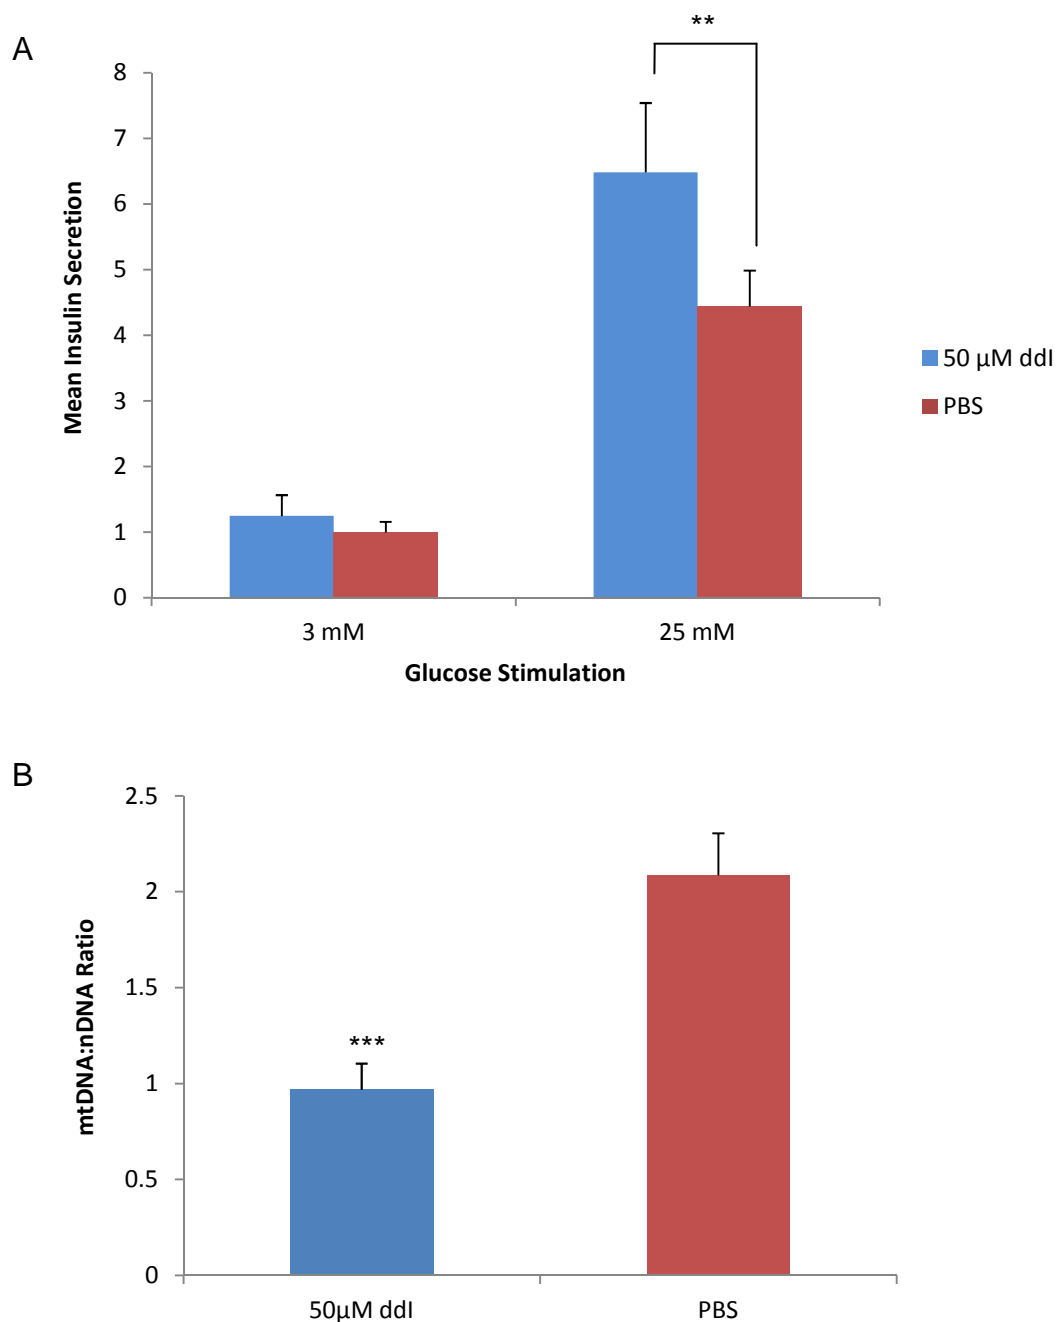 A
**
8
7
6
5
4
3
2
1
0
Mean Insulin Secretion
3 mM
25 mM
Glucose Stimulation
50 µM ddI
PBS
B
2.5
2
1.5
1
0.5
0
mtDNA:nDNA Ratio
***
50µM ddI
PBS